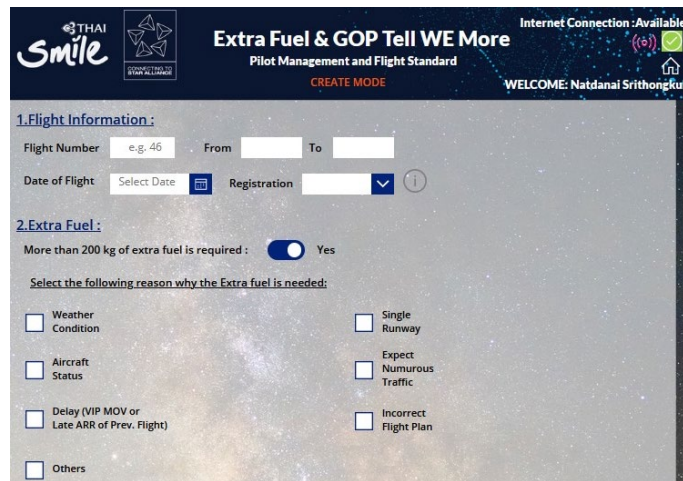 THAI
Smile
CONNECTING TO
STAR ALLIANCE
Extra Fuel & GOP Tell WE More
Pilot Management and Flight Standard
CREATE MODE
Internet Connection :Available
WELCOME: Natdanai Srithongku
1.Flight Information :
Flight Number e.g. 46 From To
Date of Flight Select Date Registration i
2.Extra Fuel :
More than 200 kg of extra fuel is required : Yes
Select the following reason why the Extra fuel is needed:
Weather
Condition
Single
Runway
Aircraft
Status
Expect
Numurous
Traffic
Delay (VIP MOV or
Late ARR of Prev. Flight)
Incorrect
Flight Plan
Others